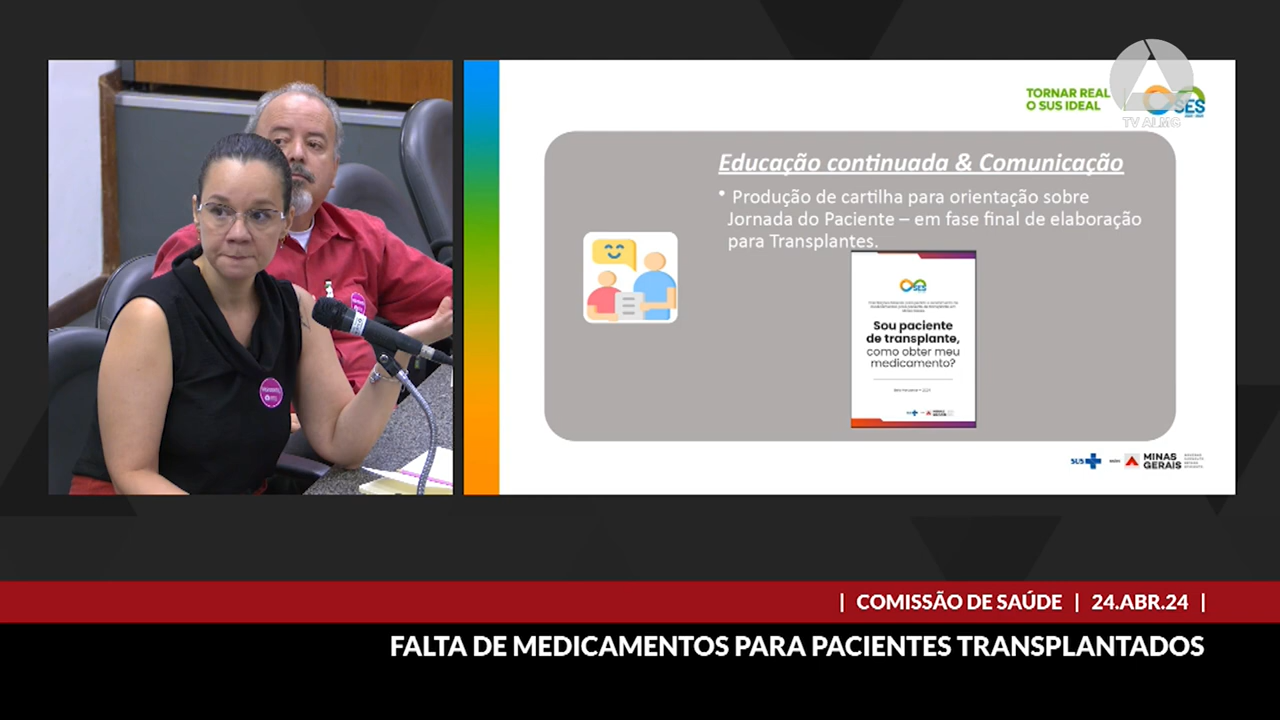 TORNAR REAL
O SUS IDEAL
SES
TV ALMG
Educação continuada & Comunicação
• Produção de cartilha para orientação sobre
Jornada do Paciente – em fase final de elaboração
para Transplantes.
SES
Sou paciente
de transplante,
como obter meu
medicamento?
SUS
MINAS
GERAIS
| COMISSÃO DE SAÚDE | 24.ABR.24 |
FALTA DE MEDICAMENTOS PARA PACIENTES TRANSPLANTADOS